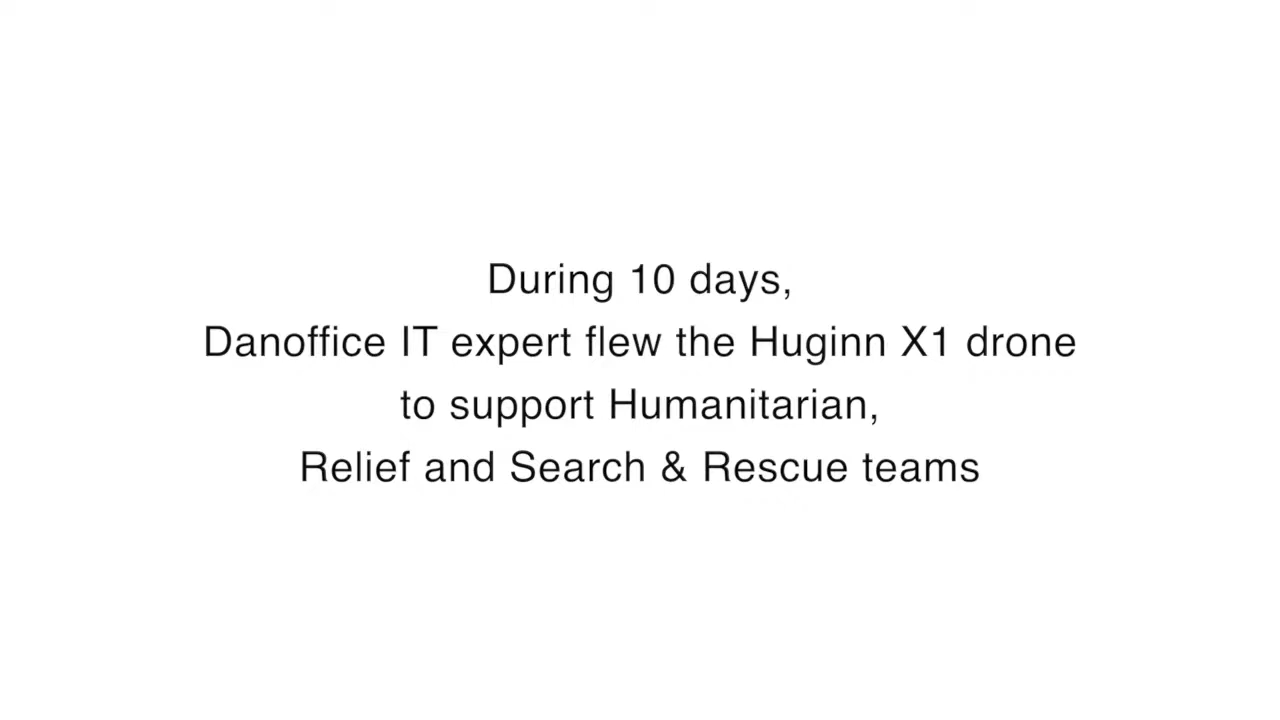 During 10 days,
Danoffice IT expert flew the Huginn X1 drone
to support Humanitarian,
Relief and Search & Rescue teams